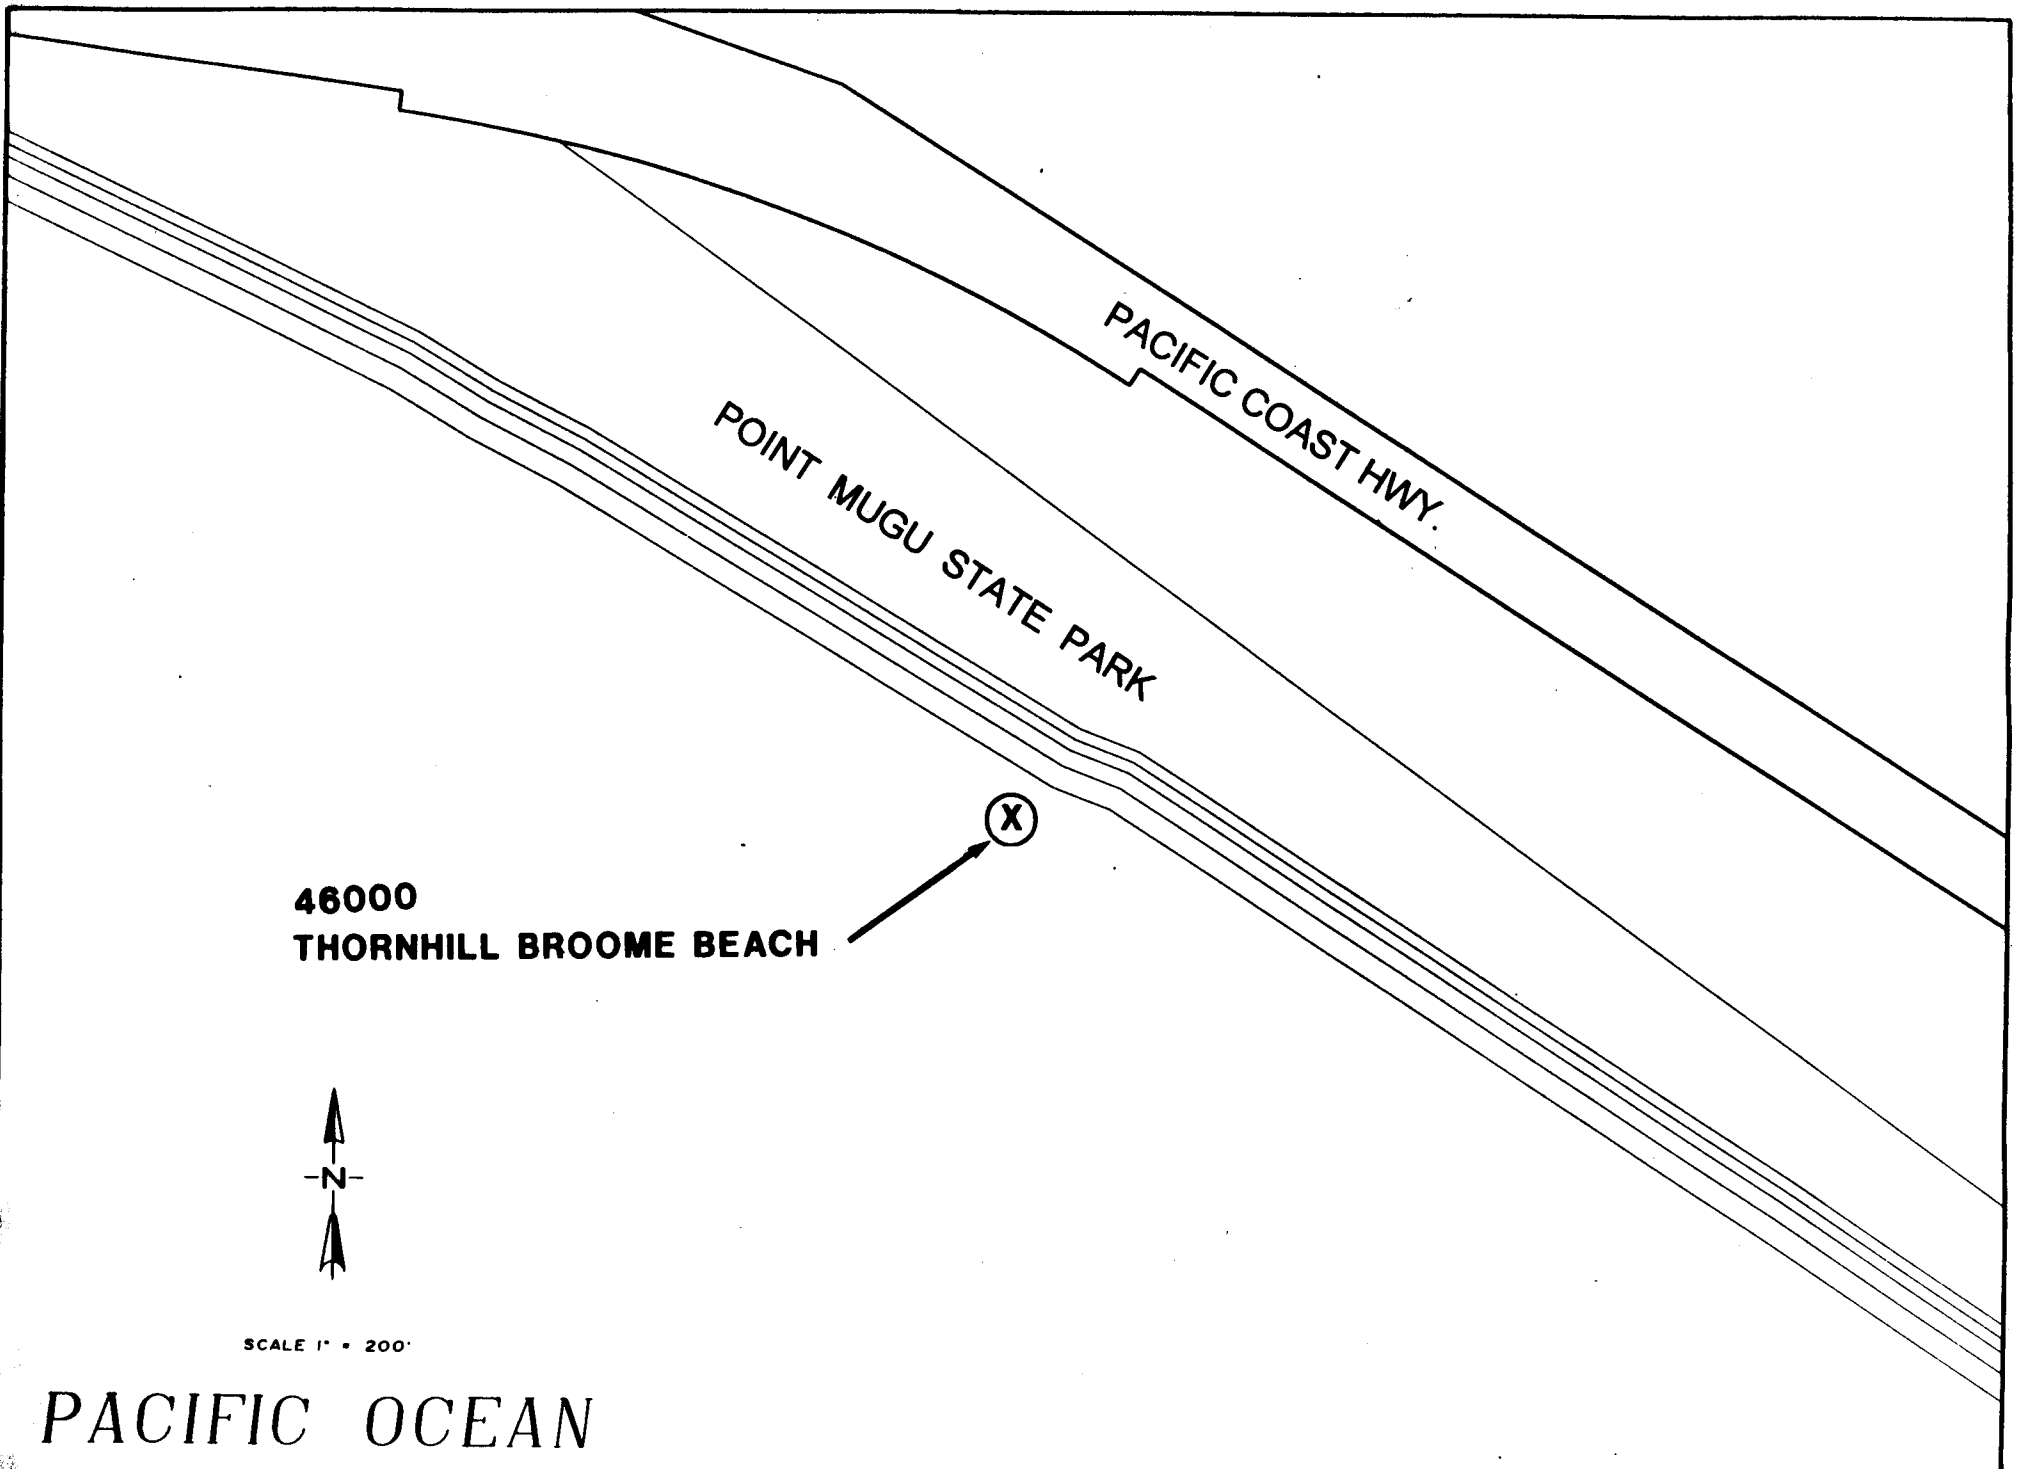 PACIFIC COAST HWY.
POINT MUGU STATE PARK
X
46000
THORNHILL BROOME BEACH
-N-
SCALE 1" = 200'
PACIFIC OCEAN